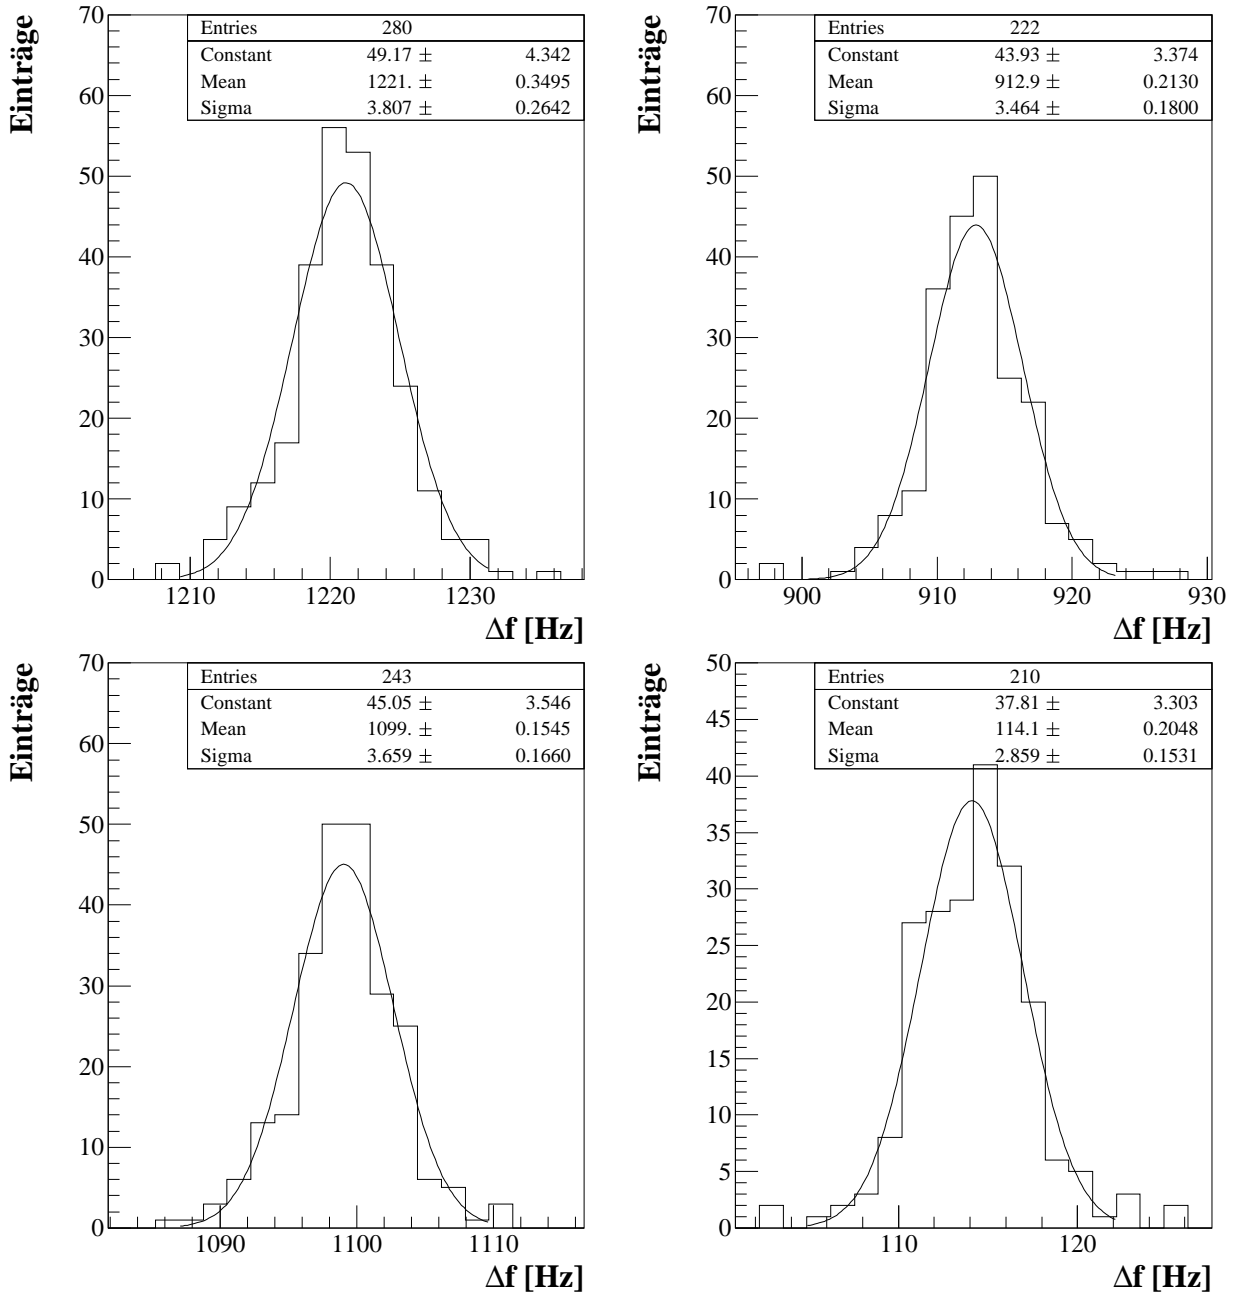 Einträge
70
60
50
40
30
20
10
0
Entries 280
Constant 49.17 ± 4.342
Mean 1221. ± 0.3495
Sigma 3.807 ± 0.2642
1210 1220 1230
Δf [Hz]
Einträge
70
60
50
40
30
20
10
0
Entries 222
Constant 43.93 ± 3.374
Mean 912.9 ± 0.2130
Sigma 3.464 ± 0.1800
900 910 920 930
Δf [Hz]
Einträge
70
60
50
40
30
20
10
0
Entries 243
Constant 45.05 ± 3.546
Mean 1099. ± 0.1545
Sigma 3.659 ± 0.1660
1090 1100 1110
Δf [Hz]
Einträge
50
45
40
35
30
25
20
15
10
5
0
Entries 210
Constant 37.81 ± 3.303
Mean 114.1 ± 0.2048
Sigma 2.859 ± 0.1531
110 120
Δf [Hz]